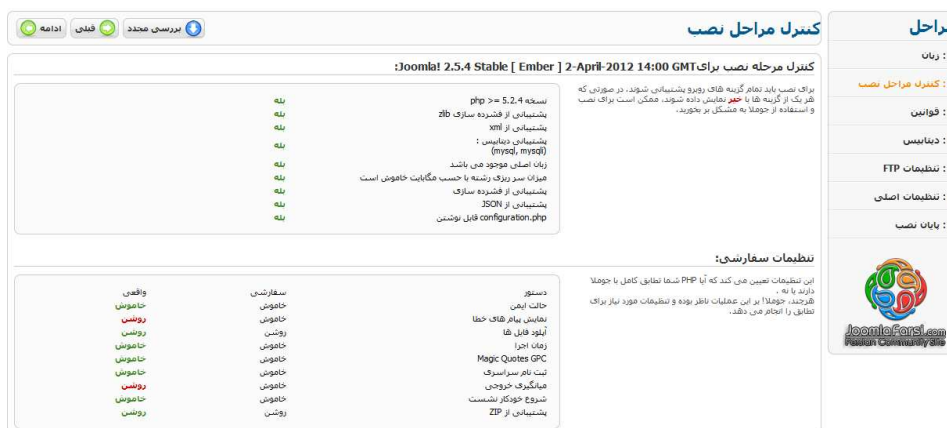 کنترل مراحل نصب
بررسی مجدد
قبلی
ادامه
مراحل
: زبان
: کنترل مراحل نصب
: قوانین
: دیتابیس
: تنظیمات FTP
: تنظیمات اصلی
: پایان نصب
JoomlaFarsi.com
Persian Community Site
کنترل مرحله نصب برایJoomla! 2.5.4 Stable [ Ember ] 2-April-2012 14:00 GMT:
برای نصب باید تمام گزینه های روبرو پشتیبانی شوند. در صورتی که
هر یک از گزینه ها با خیر نمایش داده شوند، ممکن است برای نصب
و استفاده از جوملا به مشکل بر بخورید.
نسخه php >= 5.2.4 بله
پشتیبانی از فشرده سازی zlib بله
پشتیبانی از xml بله
پشتیبانی دیتابیس :
(mysql, mysqli) بله
زبان اصلی موجود می باشد بله
میزان سر ریزی رشته با حسب مگابایت خاموش است بله
پشتیبانی از فشرده سازی بله
پشتیبانی از JSON بله
configuration.php قابل نوشتن بله
تنظیمات سفارشی:
این تنظیمات تعیین می کند که آیا PHP شما تطابق کامل با جوملا
دارند یا نه .
هرچند، جوملا! بر این عملیات ناظر بوده و تنظیمات مورد نیاز برای
تطابق را انجام می دهد.
دستور سفارشی واقعی
حالت ایمن خاموش خاموش
نمایش پیام های خطا خاموش روشن
آپلود فایل ها روشن روشن
زمان اجرا خاموش خاموش
Magic Quotes GPC خاموش خاموش
ثبت نام سراسری خاموش خاموش
میانگیری خروجی خاموش روشن
شروع خودکار نشست خاموش خاموش
پشتیبانی از ZIP روشن روشن